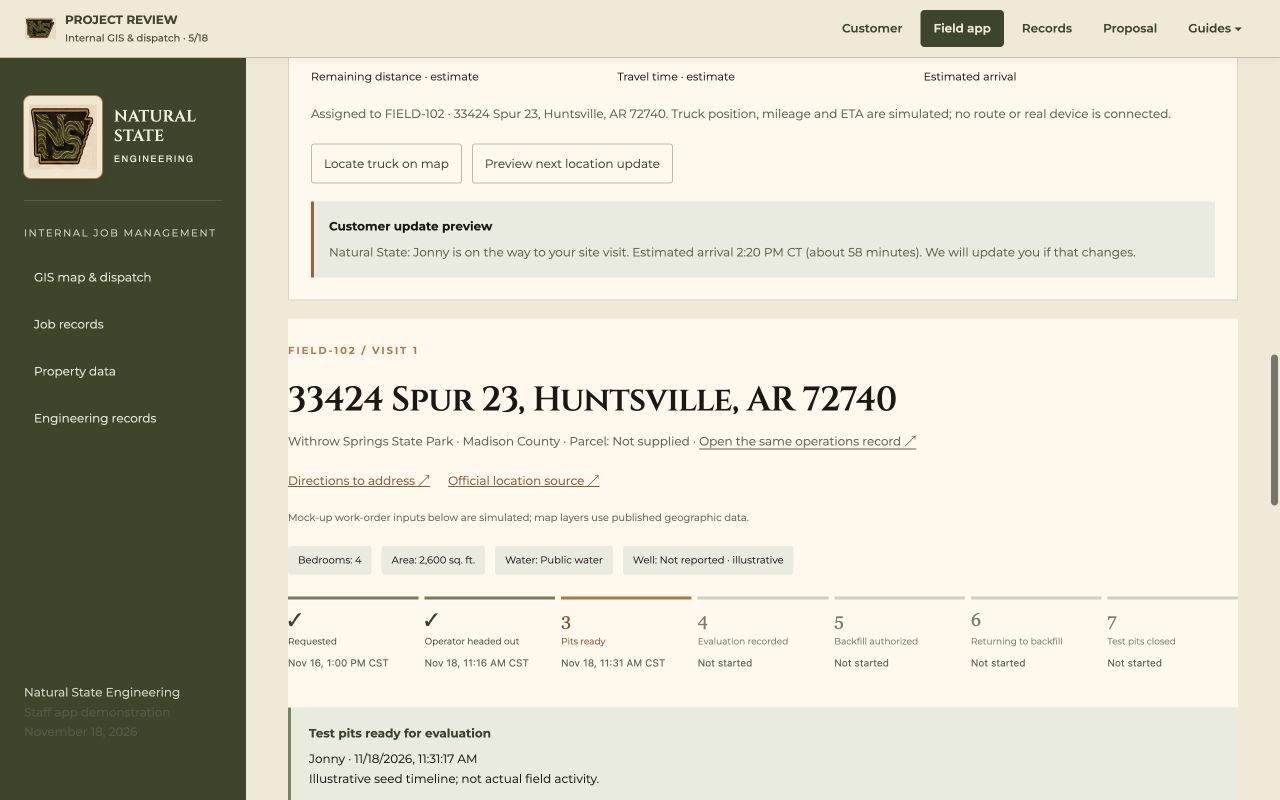 PROJECT REVIEW
Internal GIS & dispatch · 5/18
Customer
Field app
Records
Proposal
Guides
NS
NATURAL
STATE
ENGINEERING
INTERNAL JOB MANAGEMENT
GIS map & dispatch
Job records
Property data
Engineering records
Natural State Engineering
Staff app demonstration
November 18, 2026
Remaining distance · estimate
Travel time · estimate
Estimated arrival
Assigned to FIELD-102 · 33424 Spur 23, Huntsville, AR 72740. Truck position, mileage and ETA are simulated; no route or real device is connected.
Locate truck on map
Preview next location update
Customer update preview
Natural State: Jonny is on the way to your site visit. Estimated arrival 2:20 PM CT (about 58 minutes). We will update you if that changes.
FIELD-102 / VISIT 1
33424 Spur 23, Huntsville, AR 72740
Withrow Springs State Park · Madison County · Parcel: Not supplied · Open the same operations record ↗
Directions to address ↗
Official location source ↗
Mock-up work-order inputs below are simulated; map layers use published geographic data.
Bedrooms: 4
Area: 2,600 sq. ft.
Water: Public water
Well: Not reported · illustrative
✓
Requested
Nov 16, 1:00 PM CST
✓
Operator headed out
Nov 18, 11:16 AM CST
3
Pits ready
Nov 18, 11:31 AM CST
4
Evaluation recorded
Not started
5
Backfill authorized
Not started
6
Returning to backfill
Not started
7
Test pits closed
Not started
Test pits ready for evaluation
Jonny · 11/18/2026, 11:31:17 AM
Illustrative seed timeline; not actual field activity.